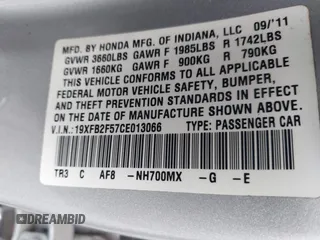 MFD. BY HONDA MFG. OF INDIANA, LLC 09/'11
GVWR 3660LBS GAWR F 1985LBS R 1742LBS
GVWR 1660KG GAWR F 900KG R 790KG
THIS VEHICLE CONFORMS TO ALL APPLICABLE
FEDERAL MOTOR VEHICLE SAFETY, BUMPER,
AND THEFT PREVENTION STANDARDS IN EFFECT
ON THE DATE OF MANUFACTURE SHOWN ABOVE.
V.I.N.: 19XFB2F57CE013066 TYPE: PASSENGER CAR
TR3 C AF8 -NH700MX -G -E
DREAMBID
DREAMBID.COM